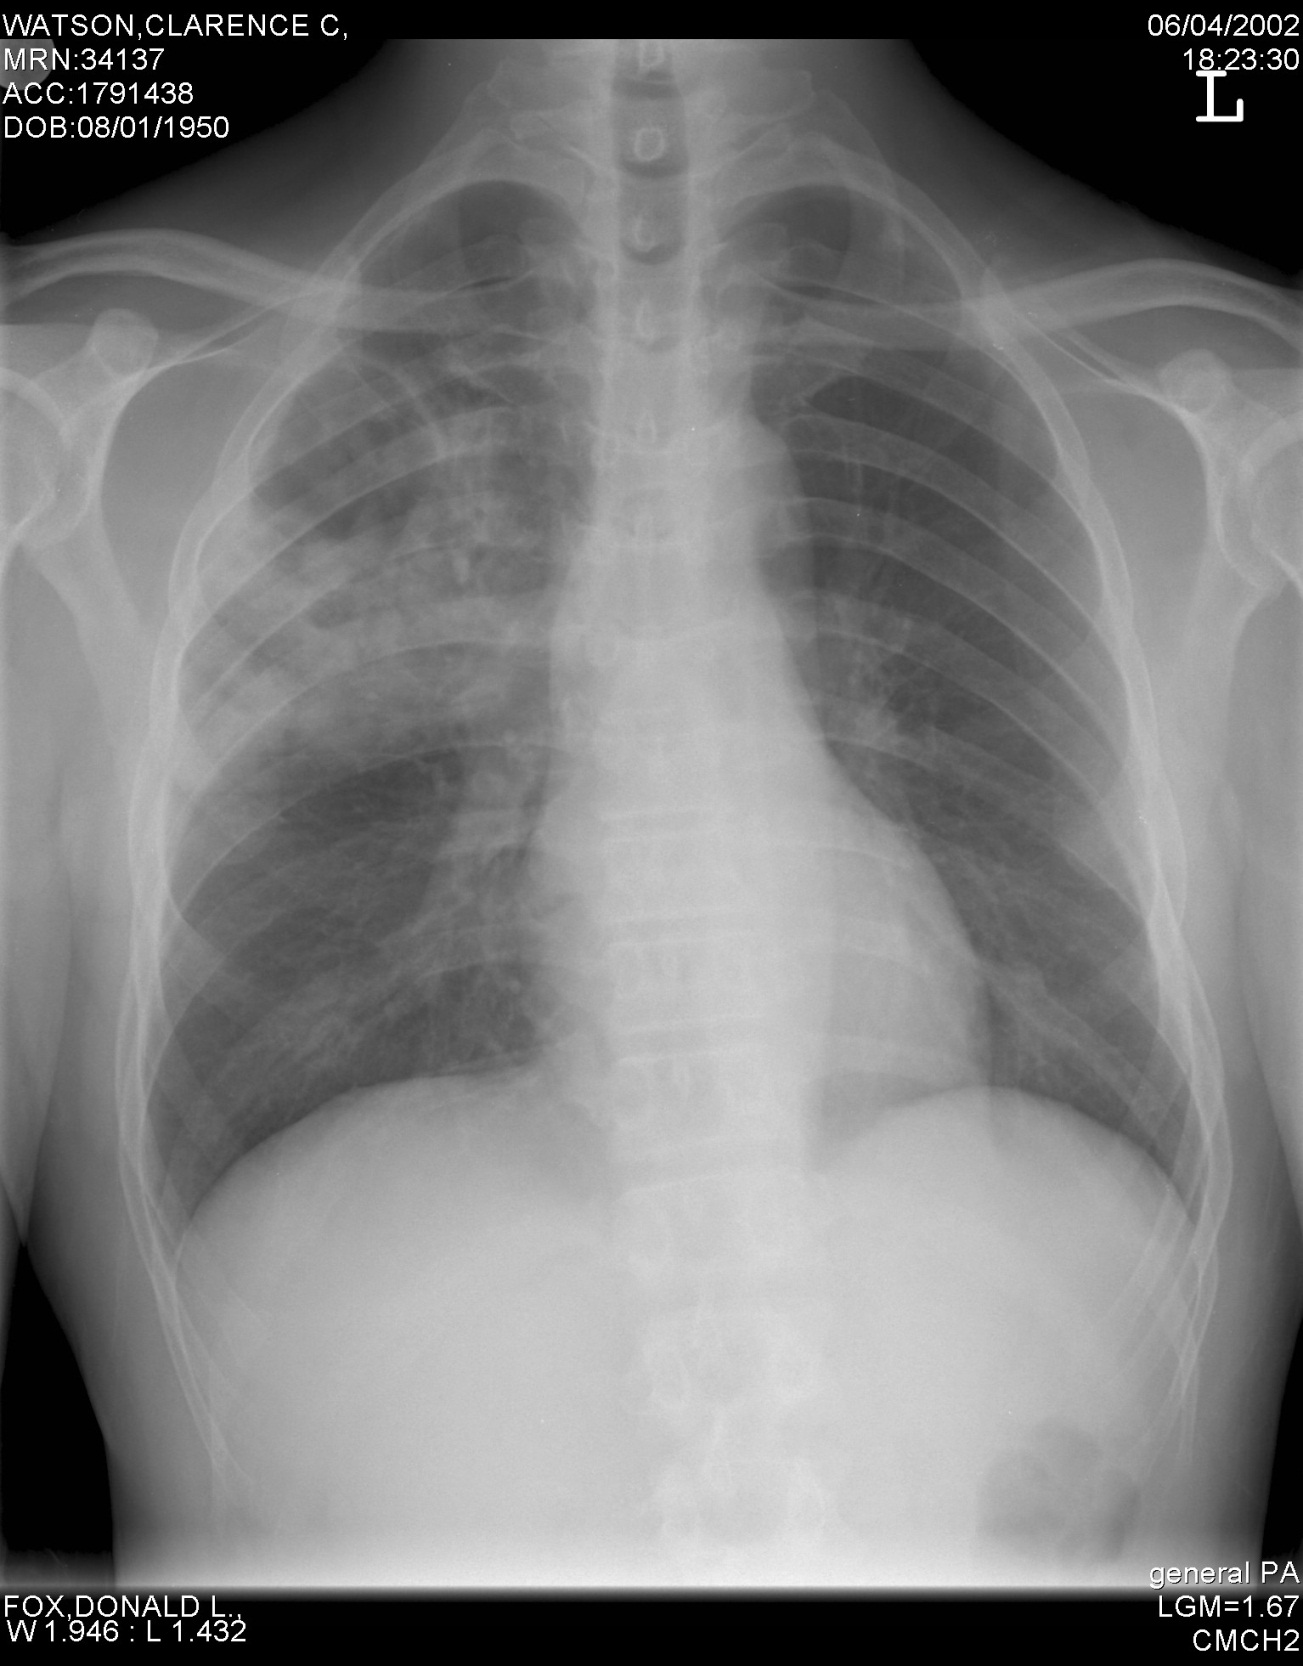 WATSON,CLARENCE C,
MRN:34137
ACC:1791438
DOB:08/01/1950
06/04/2002
18:23:30
L
general PA
LGM=1.67
CMCH2
FOX,DONALD L.,
W 1.946 : L 1.432